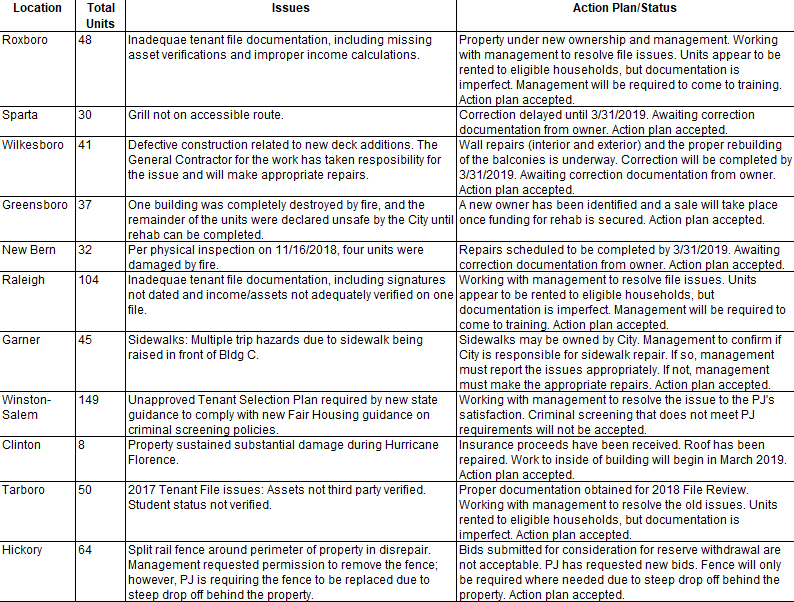 Location Total Units Issues Action Plan/Status
Roxboro 48 Inadequae tenant file documentation, including missing asset verifications and improper income calculations. Property under new ownership and management. Working with management to resolve file issues. Units appear to be rented to eligible households, but documentation is imperfect. Management will be required to come to training. Action plan accepted.
Sparta 30 Grill not on accessible route. Correction delayed until 3/31/2019. Awaiting correction documentation from owner. Action plan accepted.
Wilkesboro 41 Defective construction related to new deck additions. The General Contractor for the work has taken resposibility for the issue and will make appropriate repairs. Wall repairs (interior and exterior) and the proper rebuilding of the balconies is underway. Correction will be completed by 3/31/2019. Awaiting correction documentation from owner. Action plan accepted.
Greensboro 37 One building was completely destroyed by fire, and the remainder of the units were declared unsafe by the City until rehab can be completed. A new owner has been identified and a sale will take place once funding for rehab is secured. Action plan accepted.
New Bern 32 Per physical inspection on 11/16/2018, four units were damaged by fire. Repairs scheduled to be completed by 3/31/2019. Awaiting correction documentation from owner. Action plan accepted.
Raleigh 104 Inadequae tenant file documentation, including signatures not dated and income/assets not adequately verified on one file. Working with management to resolve file issues. Units appear to be rented to eligible households, but documentation is imperfect. Management will be required to come to training. Action plan accepted.
Garner 45 Sidewalks: Multiple trip hazards due to sidewalk being raised in front of Bldg C. Sidewalks may be owned by City. Management to confirm if City is responsible for sidewalk repair. If so, management must report the issues appropriately. If not, management must make the appropriate repairs. Action plan accepted.
Winston-Salem 149 Unapproved Tenant Selection Plan required by new state guidance to comply with new Fair Housing guidance on criminal screening policies. Working with management to resolve the issue to the PJ's satisfaction. Criminal screening that does not meet PJ requirements will not be accepted.
Clinton 8 Property sustained substantial damage during Hurricane Florence. Insurance proceeds have been received. Roof has been repaired. Work to inside of building will begin in March 2019. Action plan accepted.
Tarboro 50 2017 Tenant File issues: Assets not third party verified. Student status not verified. Proper documentation obtained for 2018 File Review. Working with management to resolve the old issues. Units rented to eligible households, but documentation is imperfect. Action plan accepted.
Hickory 64 Split rail fence around perimeter of property in disrepair. Management requested permission to remove the fence; however, PJ is requiring the fence to be replaced due to steep drop off behind the property. Bids submitted for consideration for reserve withdrawal are not acceptable. PJ has requested new bids. Fence will only be required where needed due to steep drop off behind the property. Action plan accepted.